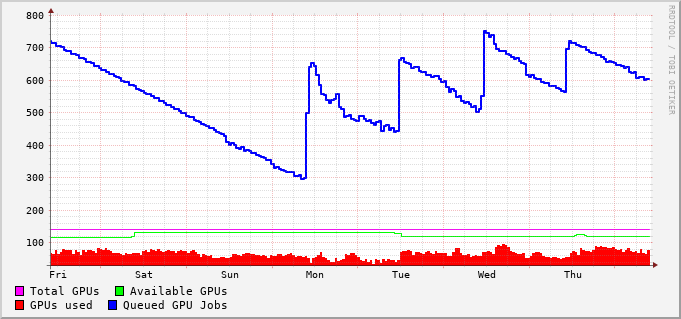 800
700
600
500
400
300
200
100
Fri Sat Sun Mon Tue Wed Thu
Total GPUs Available GPUs
GPUs used Queued GPU Jobs
RRDTOOL / TOBI OETIKER